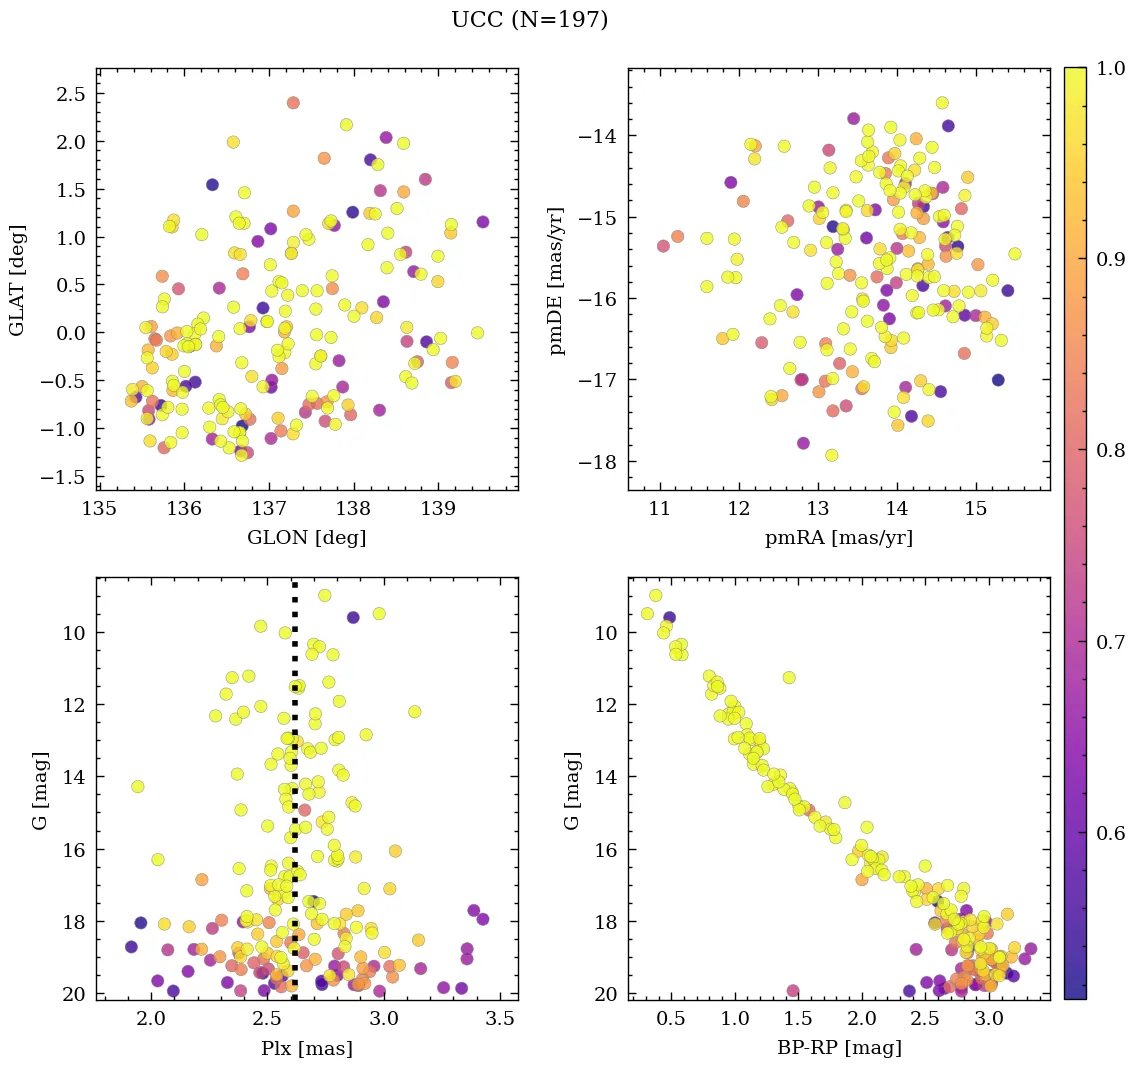 UCC (N=197)
2.5
2.0
1.5
1.0
0.5
0.0
−0.5
−1.0
−1.5
GLAT [deg]
135 136 137 138 139
GLON [deg]
−14
−15
−16
−17
−18
pmDE [mas/yr]
11 12 13 14 15
pmRA [mas/yr]
1.0
0.9
0.8
0.7
0.6
10
12
14
16
18
20
G [mag]
2.0 2.5 3.0 3.5
Plx [mas]
10
12
14
16
18
20
G [mag]
0.5 1.0 1.5 2.0 2.5 3.0
BP-RP [mag]